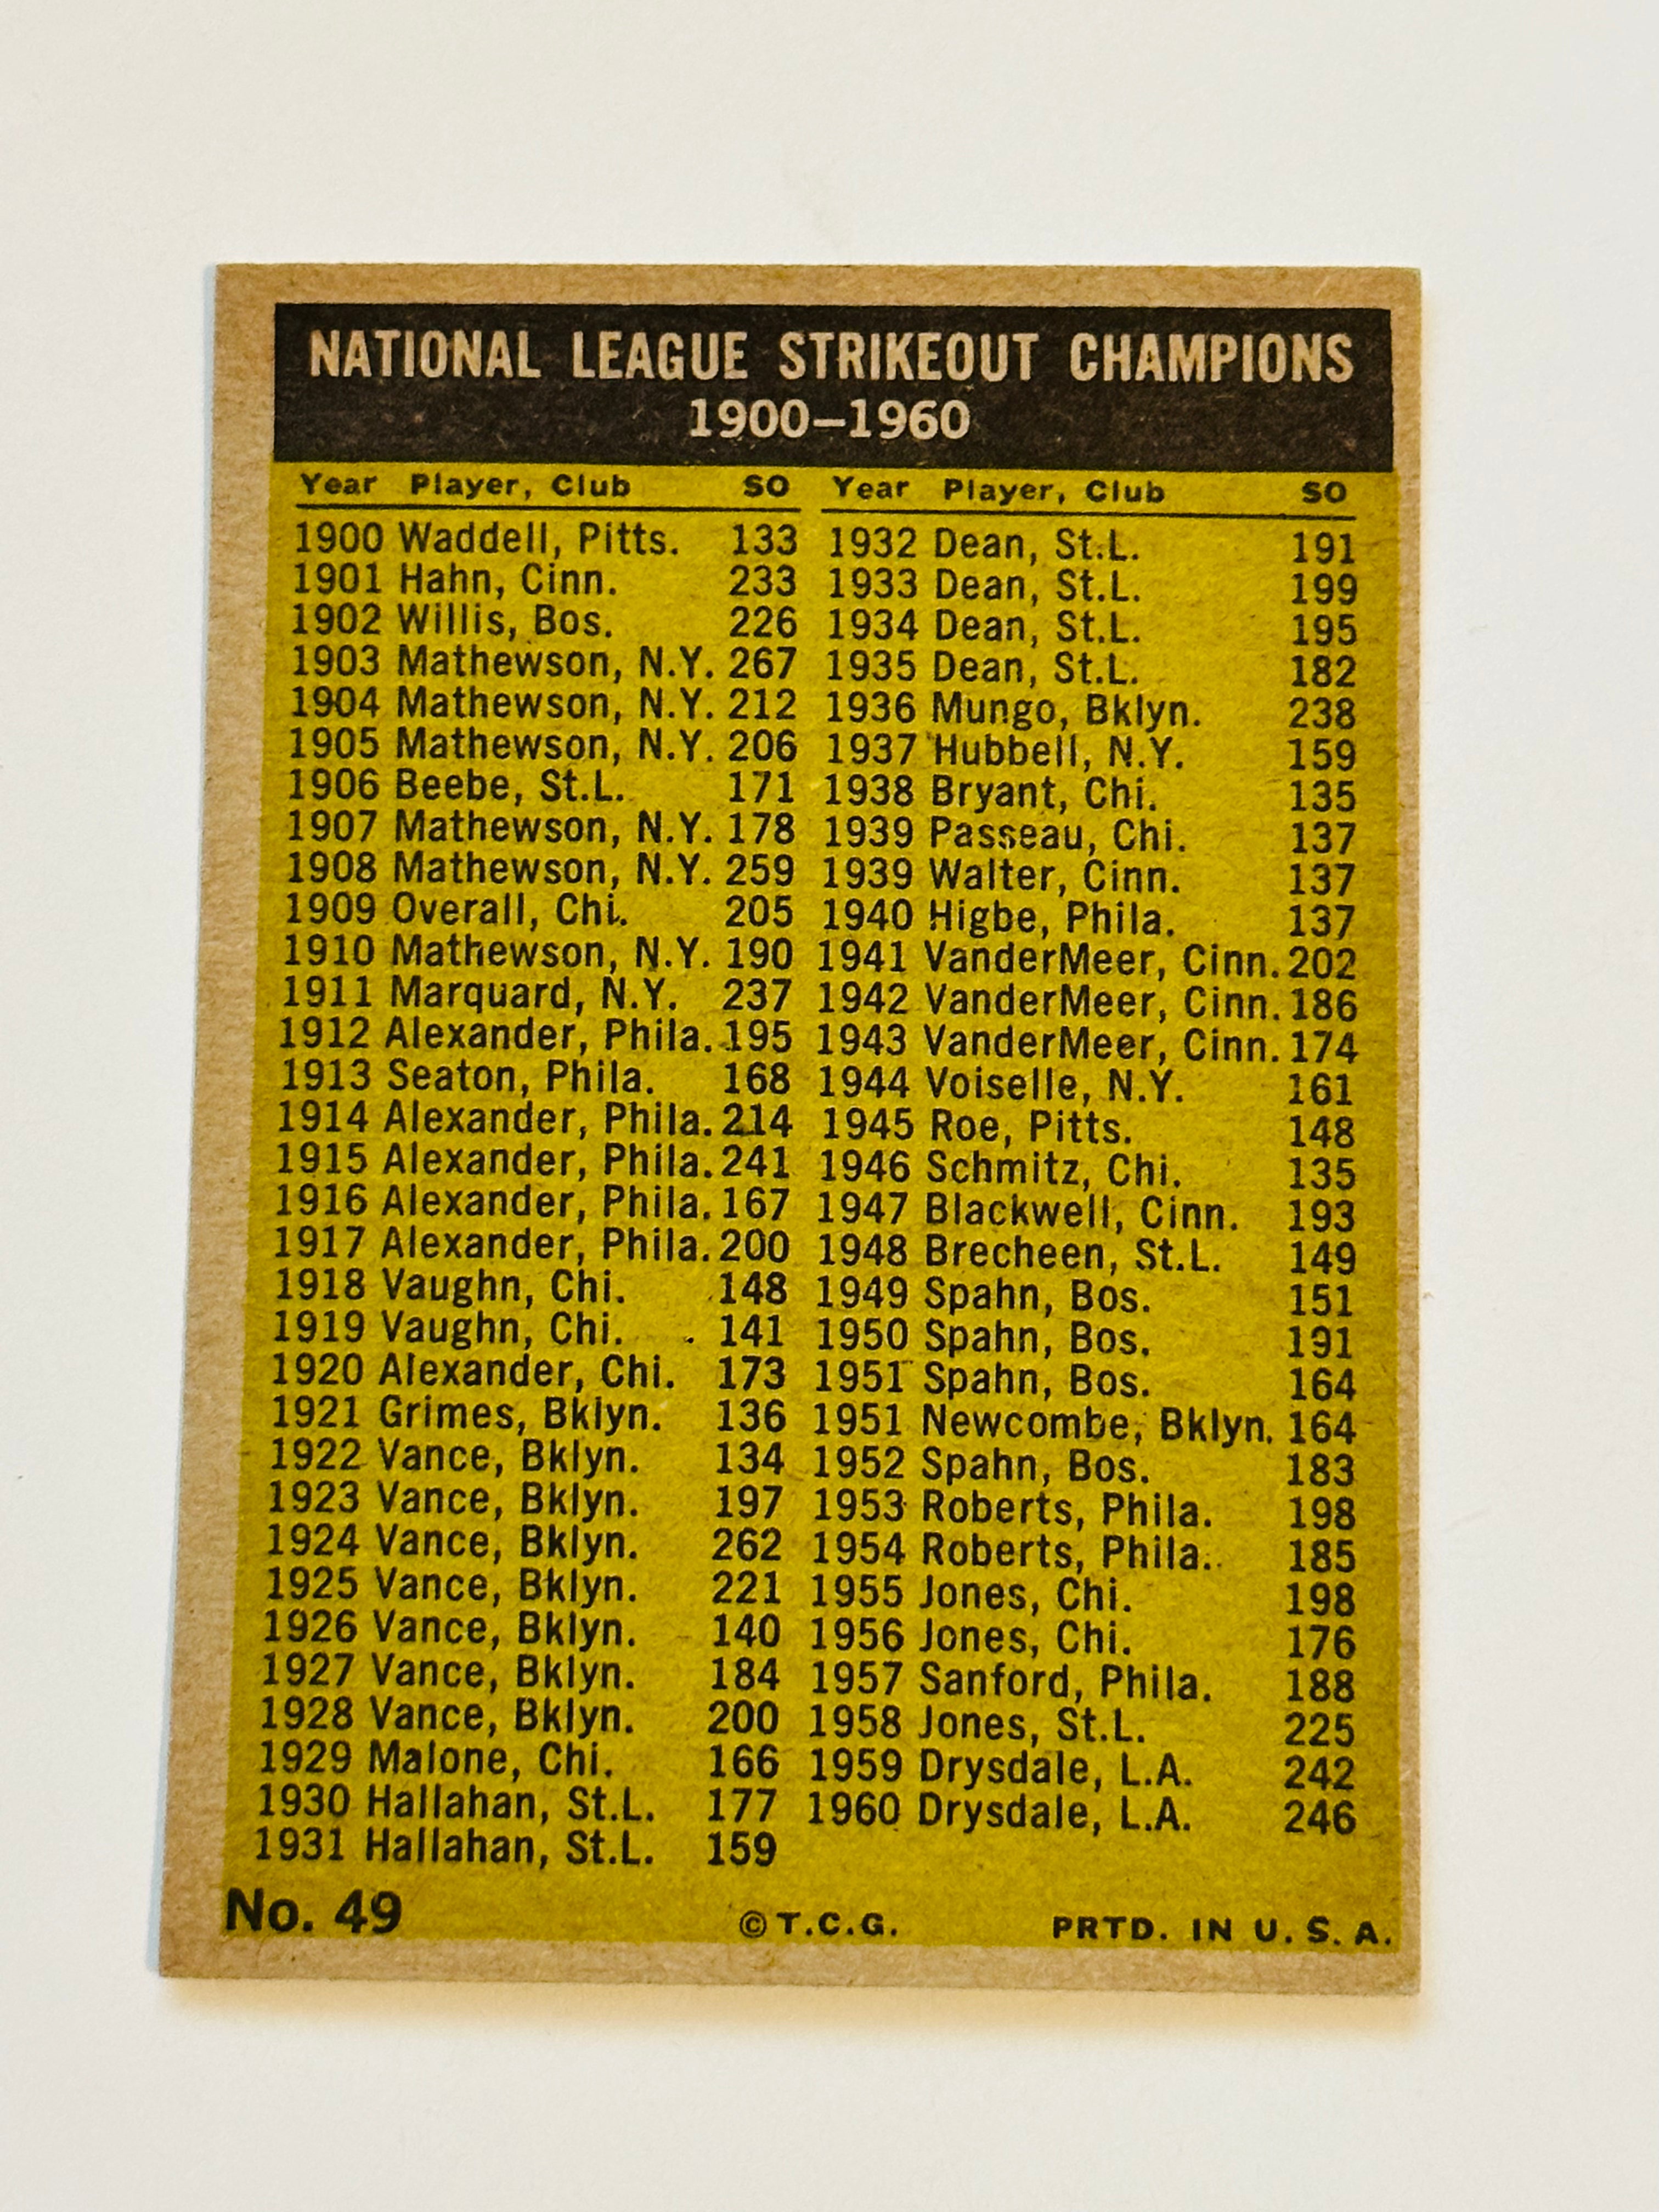 NATIONAL LEAGUE STRIKEOUT CHAMPIONS
1900–1960
Year Player, Club SO
1900 Waddell, Pitts. 133
1901 Hahn, Cinn. 233
1902 Willis, Bos. 226
1903 Mathewson, N.Y. 267
1904 Mathewson, N.Y. 212
1905 Mathewson, N.Y. 206
1906 Beebe, St.L. 171
1907 Mathewson, N.Y. 178
1908 Mathewson, N.Y. 259
1909 Overall, Chi. 205
1910 Mathewson, N.Y. 190
1911 Marquard, N.Y. 237
1912 Alexander, Phila. 195
1913 Seaton, Phila. 168
1914 Alexander, Phila. 214
1915 Alexander, Phila. 241
1916 Alexander, Phila. 167
1917 Alexander, Phila. 200
1918 Vaughn, Chi. 148
1919 Vaughn, Chi. 141
1920 Alexander, Chi. 173
1921 Grimes, Bklyn. 136
1922 Vance, Bklyn. 134
1923 Vance, Bklyn. 197
1924 Vance, Bklyn. 262
1925 Vance, Bklyn. 221
1926 Vance, Bklyn. 140
1927 Vance, Bklyn. 184
1928 Vance, Bklyn. 200
1929 Malone, Chi. 166
1930 Hallahan, St.L. 177
1931 Hallahan, St.L. 159
Year Player, Club SO
1932 Dean, St.L. 191
1933 Dean, St.L. 199
1934 Dean, St.L. 195
1935 Dean, St.L. 182
1936 Mungo, Bklyn. 238
1937 Hubbell, N.Y. 159
1938 Bryant, Chi. 135
1939 Passeau, Chi. 137
1939 Walter, Cinn. 137
1940 Higbe, Phila. 137
1941 VanderMeer, Cinn. 202
1942 VanderMeer, Cinn. 186
1943 VanderMeer, Cinn. 174
1944 Voiselle, N.Y. 161
1945 Roe, Pitts. 148
1946 Schmitz, Chi. 135
1947 Blackwell, Cinn. 193
1948 Brecheen, St.L. 149
1949 Spahn, Bos. 151
1950 Spahn, Bos. 191
1951 Spahn, Bos. 164
1951 Newcombe, Bklyn. 164
1952 Spahn, Bos. 183
1953 Roberts, Phila. 198
1954 Roberts, Phila. 185
1955 Jones, Chi. 198
1956 Jones, Chi. 176
1957 Sanford, Phila. 188
1958 Jones, St.L. 225
1959 Drysdale, L.A. 242
1960 Drysdale, L.A. 246
No. 49 © T.C.G. PRTD. IN U.S.A.